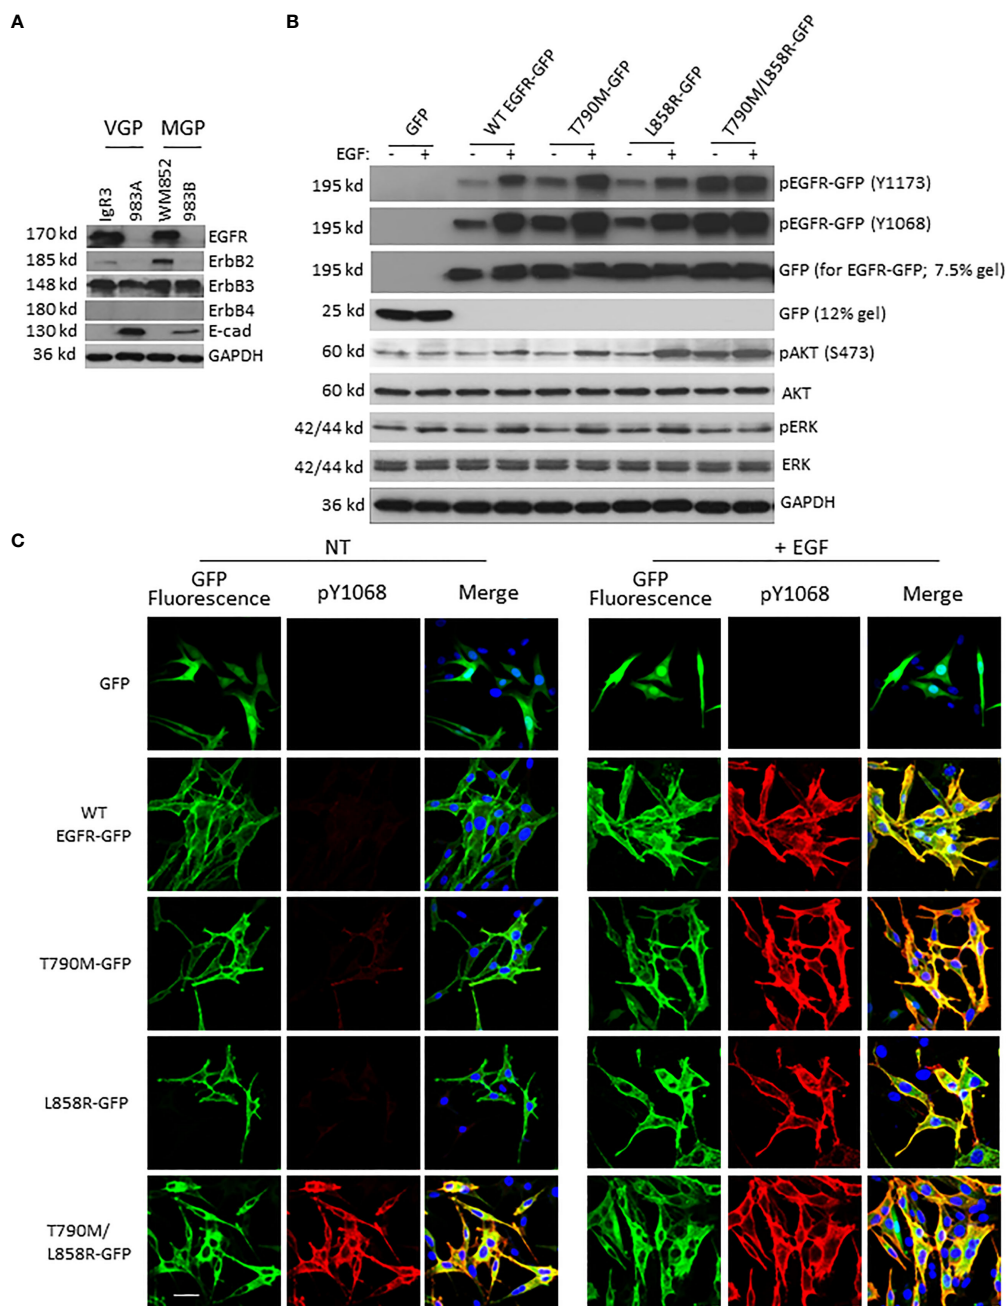 A
VGP MGP
IgR3 983A WM852 983B
170 kd EGFR
185 kd ErbB2
148 kd ErbB3
180 kd ErbB4
130 kd E-cad
36 kd GAPDH
B
GFP WT EGFR-GFP T790M-GFP L858R-GFP T790M/L858R-GFP
EGF: - + - + - + - + - +
195 kd pEGFR-GFP (Y1173)
195 kd pEGFR-GFP (Y1068)
195 kd GFP (for EGFR-GFP; 7.5% gel)
25 kd GFP (12% gel)
60 kd pAKT (S473)
60 kd AKT
42/44 kd pERK
42/44 kd ERK
36 kd GAPDH
C
NT + EGF
GFP Fluorescence pY1068 Merge GFP Fluorescence pY1068 Merge
GFP
WT
EGFR-GFP
T790M-GFP
L858R-GFP
T790M/
L858R-GFP